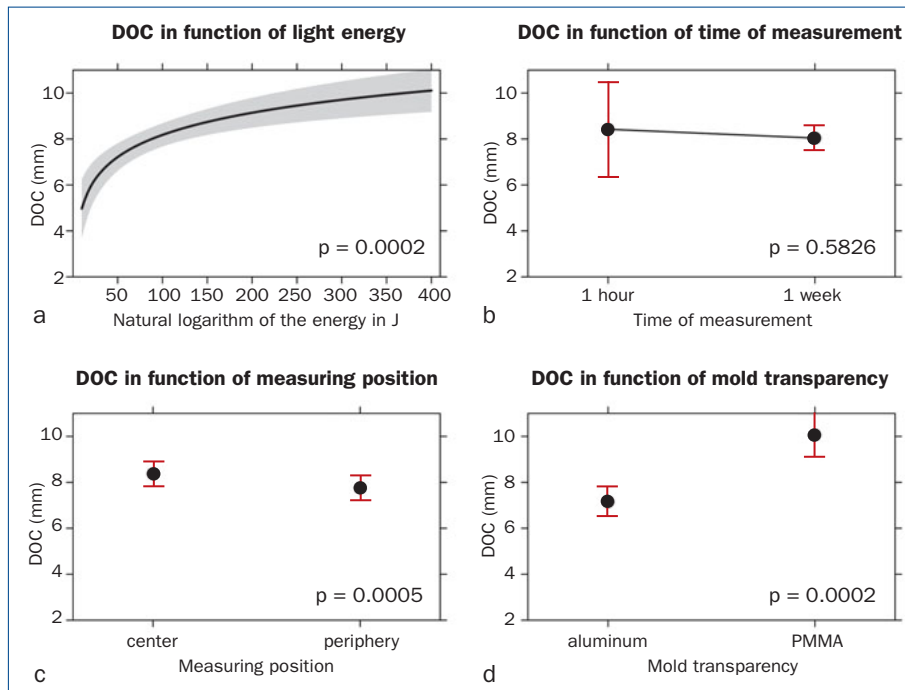 DOC in function of light energy
DOC (mm)
10
8
6
4
2
p = 0.0002
50 100 150 200 250 300 350 400
a
Natural logarithm of the energy in J
DOC in function of time of measurement
DOC (mm)
10
8
6
4
2
p = 0.5826
1 hour 1 week
b
Time of measurement
DOC in function of measuring position
DOC (mm)
10
8
6
4
2
p = 0.0005
center periphery
c
Measuring position
DOC in function of mold transparency
DOC (mm)
10
8
6
4
2
p = 0.0002
aluminum PMMA
d
Mold transparency